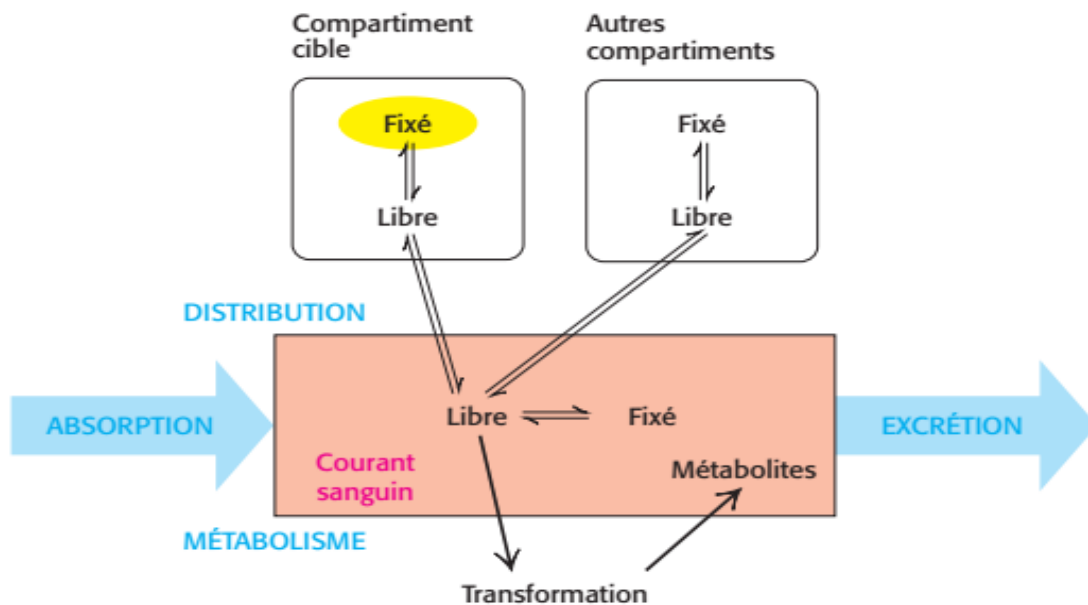 Compartiment
cible
Autres
compartiments
Fixé
Fixé
Libre
Libre
DISTRIBUTION
ABSORPTION
Libre
Fixé
EXCRÉTION
Courant
sanguin
Métabolites
MÉTABOLISME
Transformation